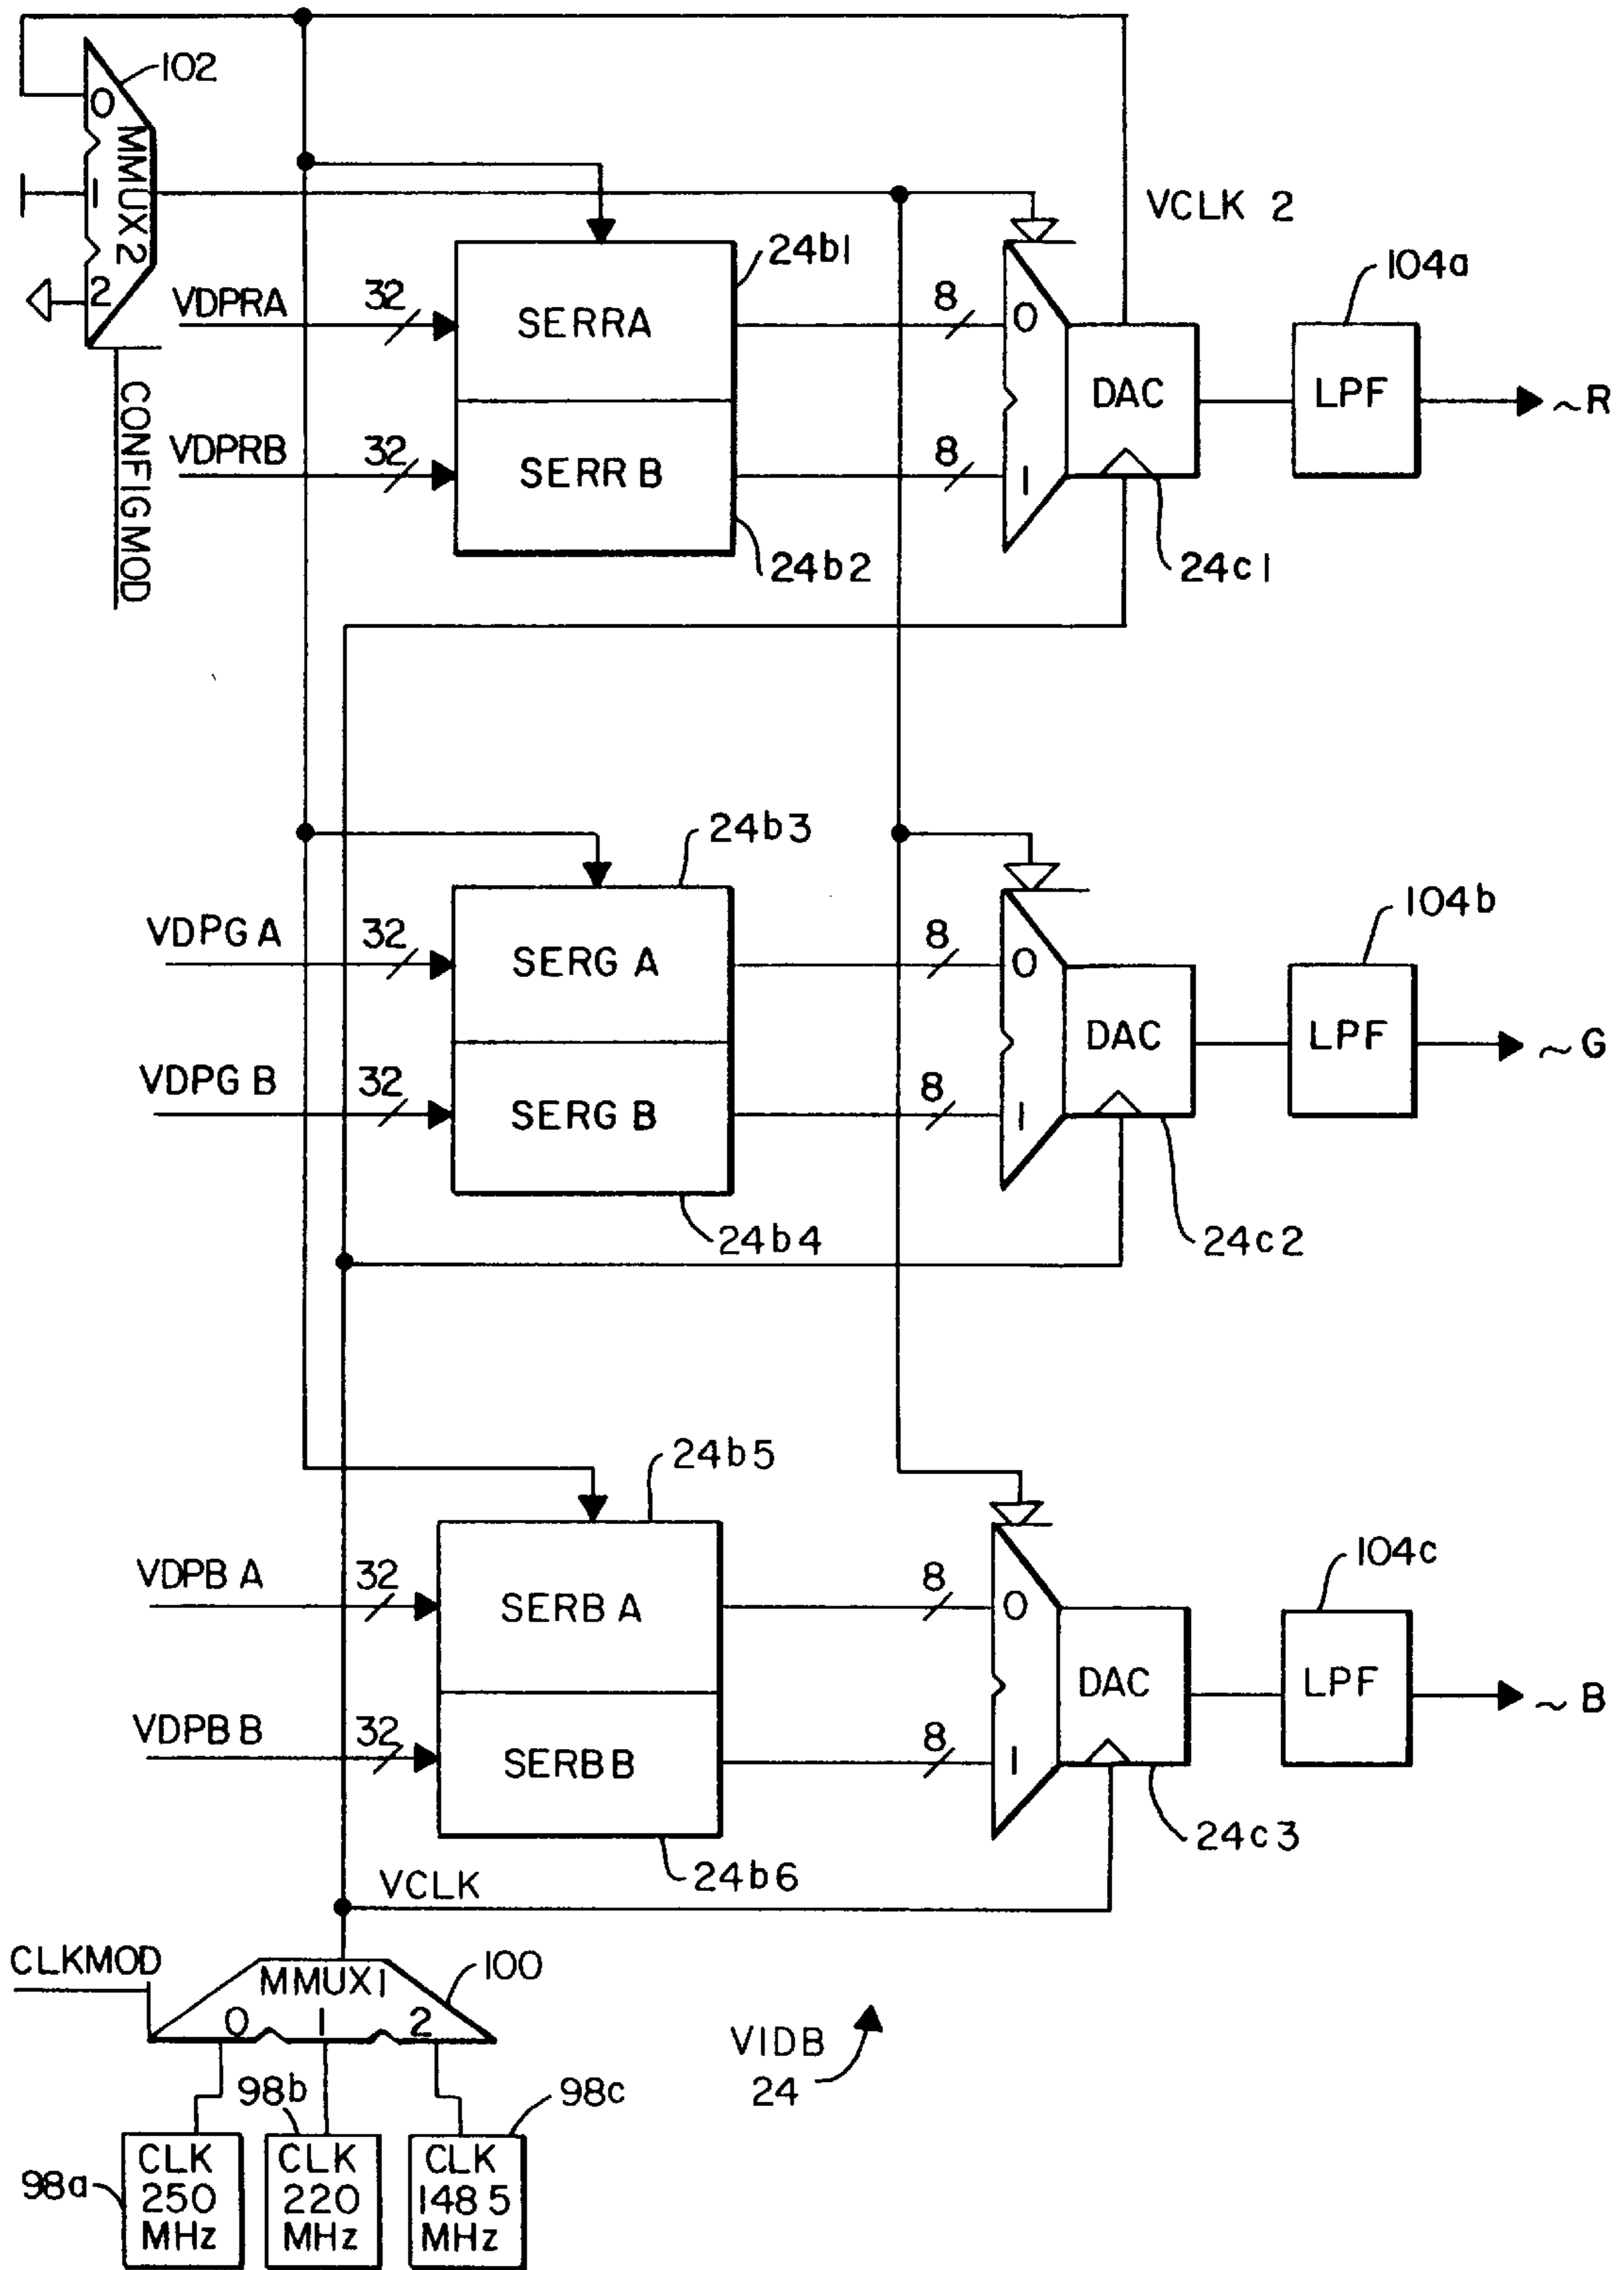 102
0
MMUX2
1
2
CONFIGMOD
VCLK 2
VDPRA
32
SERRA
24b1
8
0
DAC
104a
LPF
~R
VDPRB
32
SERR B
24b2
8
1
24c1
24b3
VDPG A
32
SERG A
8
0
DAC
104b
LPF
~G
VDPG B
32
SERG B
8
1
24b4
24c2
24b5
VDPB A
32
SERB A
8
0
DAC
104c
LPF
~B
VDPB B
32
SERB B
8
1
24b6
24c3
VCLK
CLKMOD
MMUX1
100
0
1
2
VIDB
24
98a
CLK
250
MHz
98b
CLK
220
MHz
98c
CLK
148 5
MHz